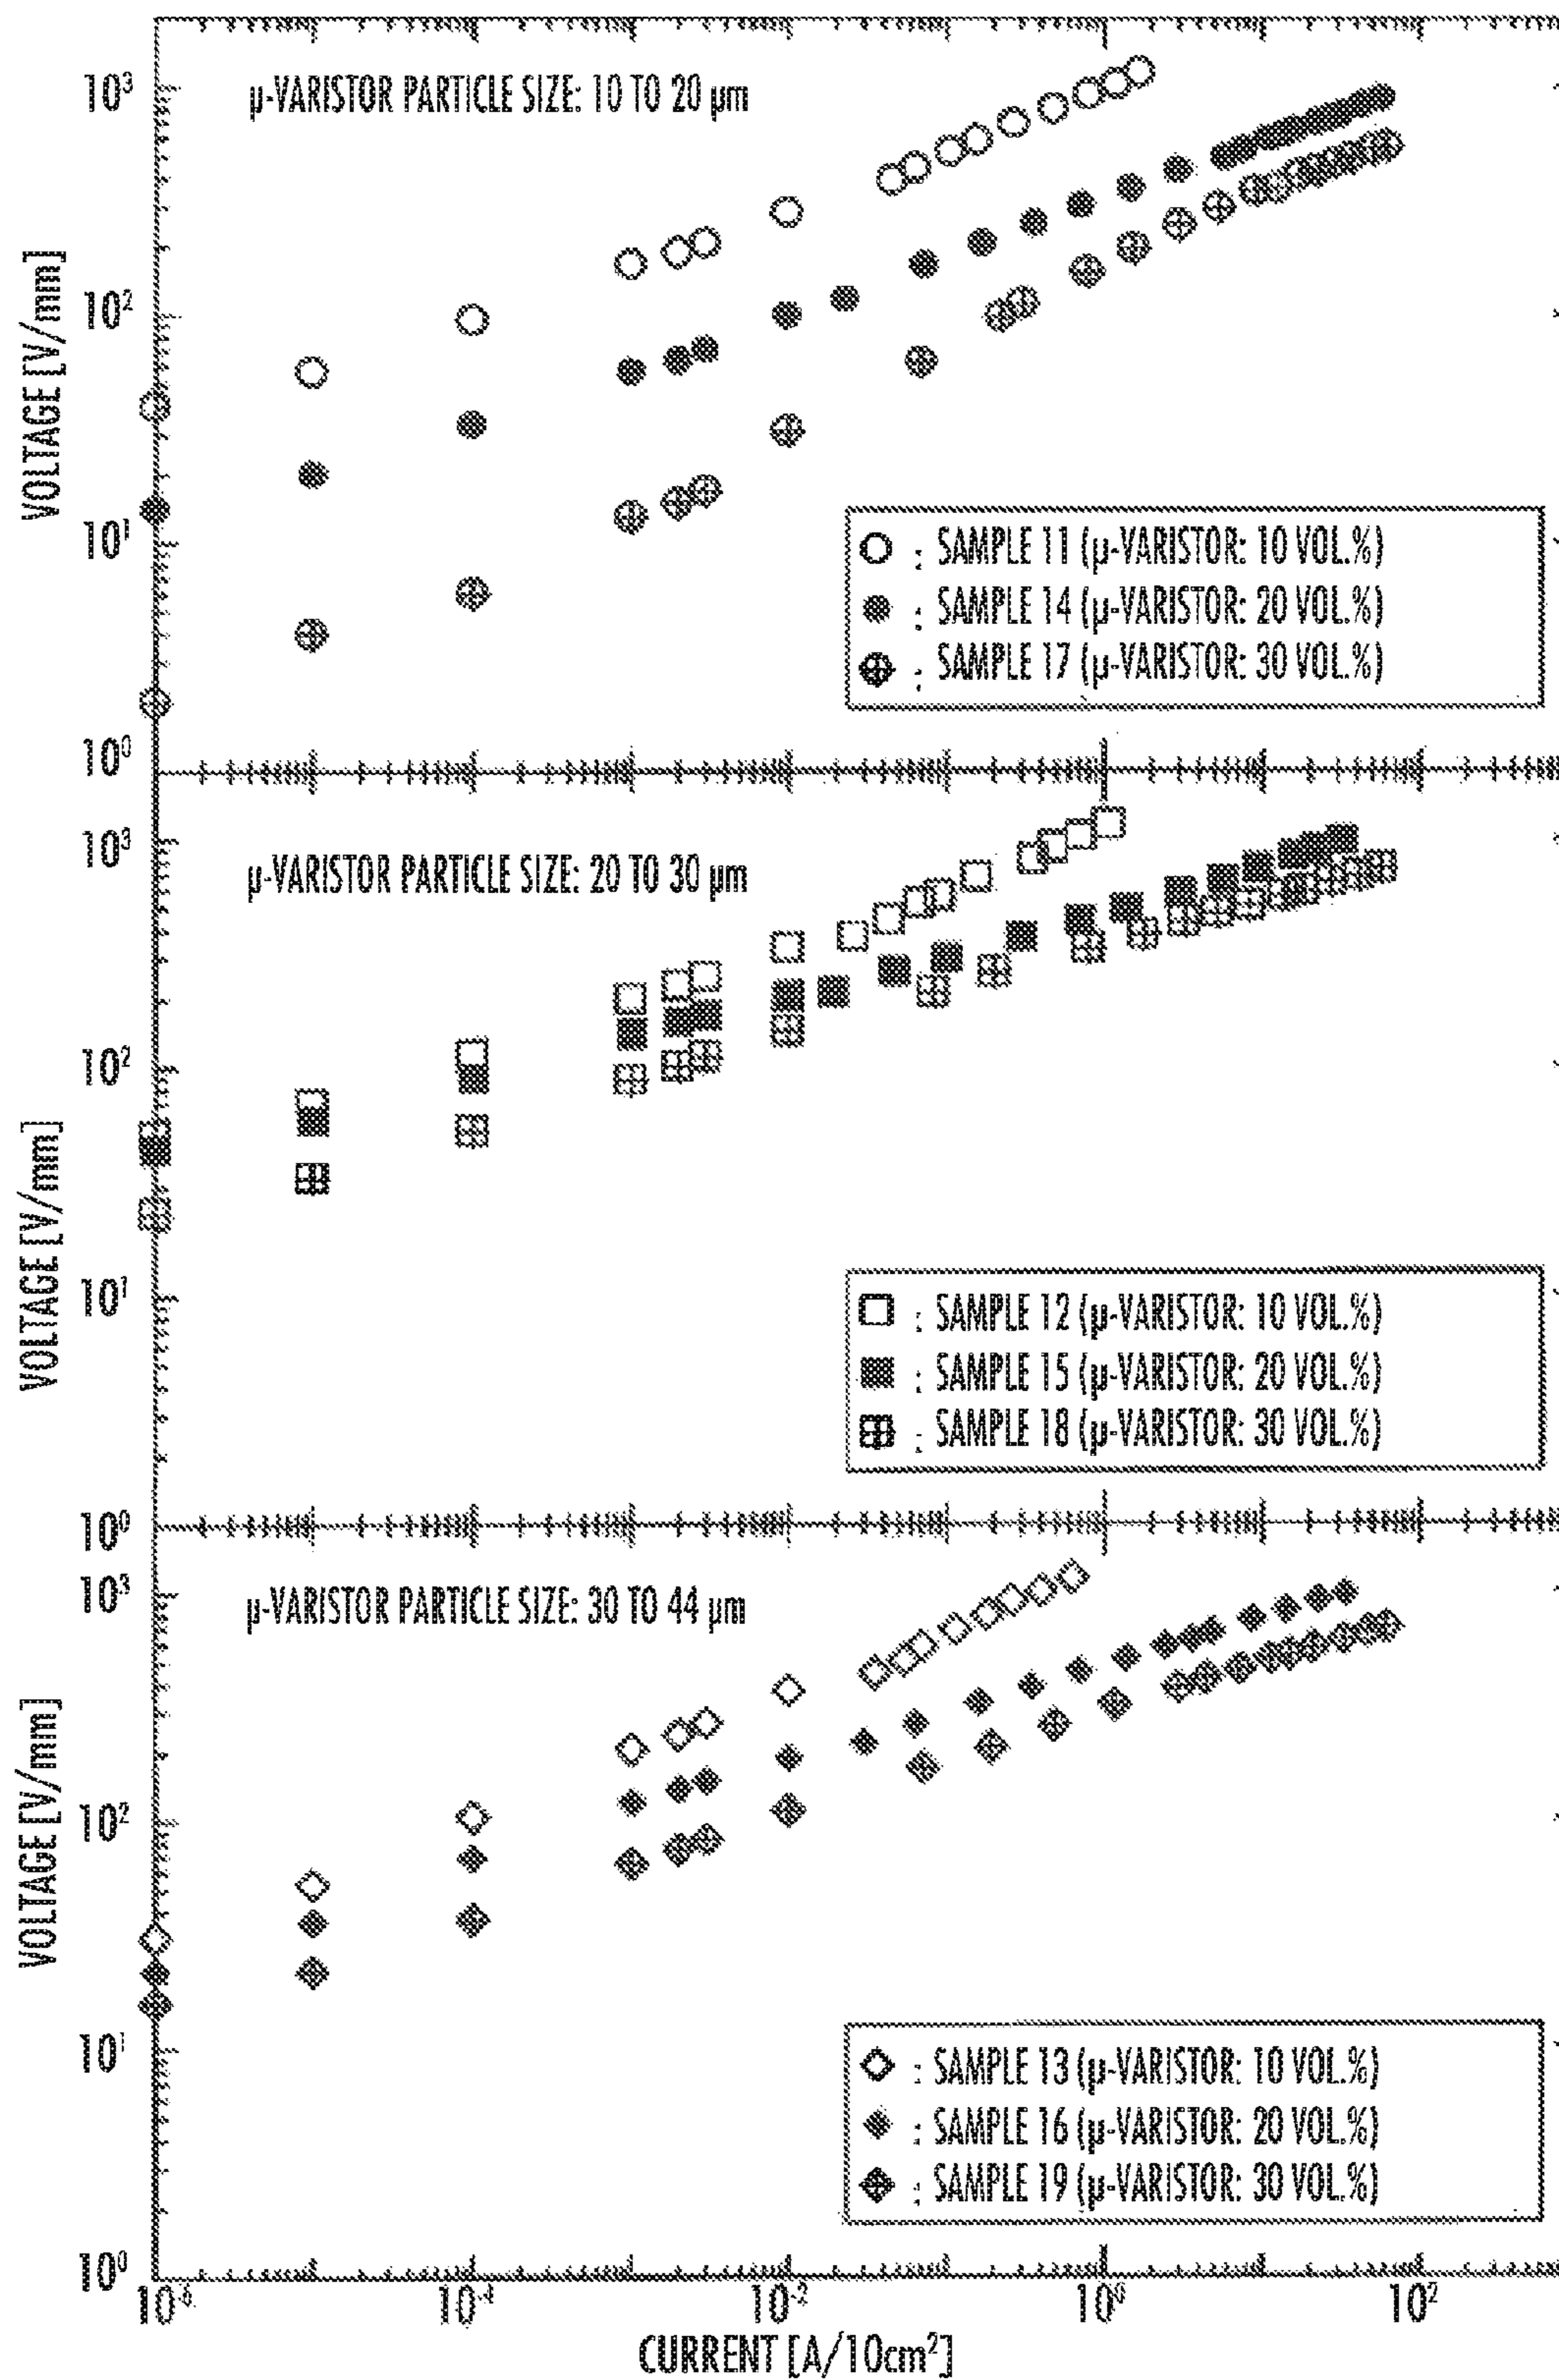 µ-VARISTOR PARTICLE SIZE: 10 TO 20 µm
VOLTAGE [V/mm]
10³
10²
10¹
10⁰
○ : SAMPLE 11 (µ-VARISTOR: 10 VOL.%)
● : SAMPLE 14 (µ-VARISTOR: 20 VOL.%)
⊕ : SAMPLE 17 (µ-VARISTOR: 30 VOL.%)
µ-VARISTOR PARTICLE SIZE: 20 TO 30 µm
VOLTAGE [V/mm]
10³
10²
10¹
10⁰
□ : SAMPLE 12 (µ-VARISTOR: 10 VOL.%)
■ : SAMPLE 15 (µ-VARISTOR: 20 VOL.%)
⊞ : SAMPLE 18 (µ-VARISTOR: 30 VOL.%)
µ-VARISTOR PARTICLE SIZE: 30 TO 44 µm
VOLTAGE [V/mm]
10³
10²
10¹
10⁰
◇ : SAMPLE 13 (µ-VARISTOR: 10 VOL.%)
◆ : SAMPLE 16 (µ-VARISTOR: 20 VOL.%)
: SAMPLE 19 (µ-VARISTOR: 30 VOL.%)
10⁻⁶ 10⁻⁴ 10⁻² 10⁰ 10²
CURRENT [A/10cm²]